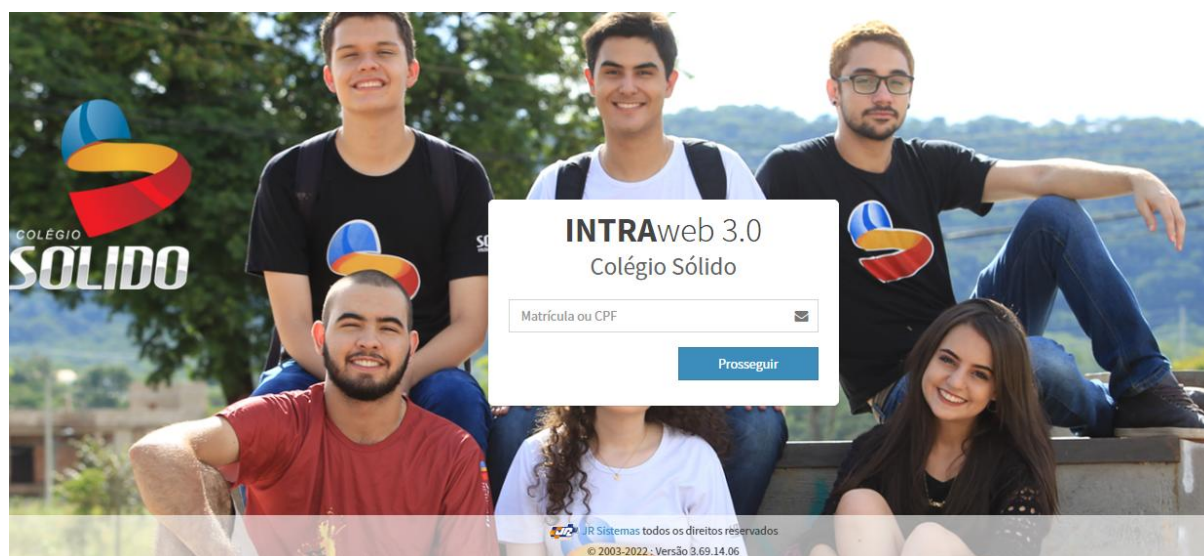 COLÉGIO
SÓLIDO
INTRAweb 3.0
Colégio Sólido
Matrícula ou CPF
Prosseguir
JR Sistemas todos os direitos reservados
© 2003-2022 : Versão 3.69.14.06